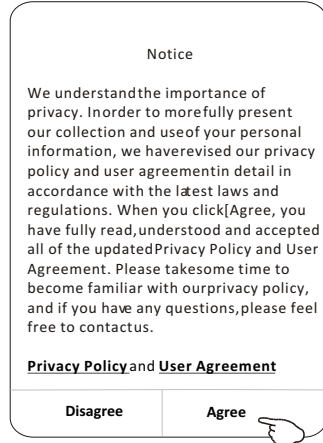 Notice
We understandthe importance of
privacy. Inorder to morefully present
our collection and useof your personal
information, we haverevised our privacy
policy and user agreementin detail in
accordance with the latest laws and
regulations. When you click[Agree, you
have fully read,understood and accepted
all of the updatedPrivacy Policy and User
Agreement. Please takesome time to
become familiar with ourprivacy policy,
and if you have any questions,please feel
free to contactus.
Privacy Policy and User Agreement
Disagree Agree